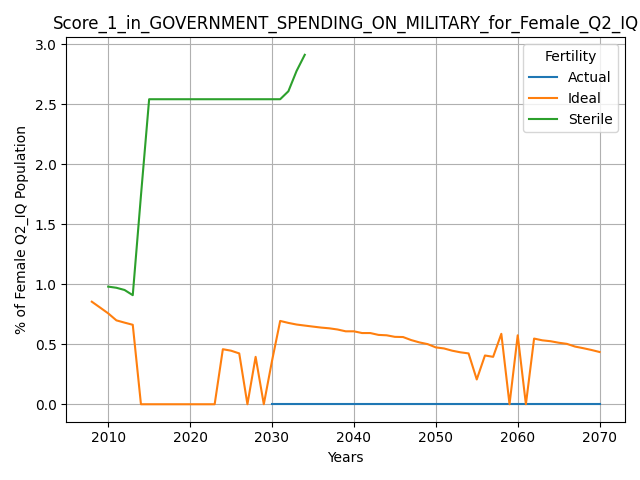 Score_1_in_GOVERNMENT_SPENDING_ON_MILITARY_for_Female_Q2_IQ
3.0
2.5
2.0
1.5
1.0
0.5
0.0
% of Female Q2_IQ Population
Fertility
Actual
Ideal
Sterile
2010 2020 2030 2040 2050 2060 2070
Years